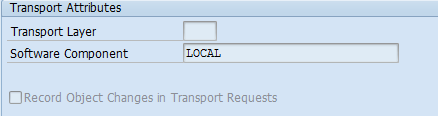 Transport Attributes
Transport Layer
Software Component LOCAL
Record Object Changes in Transport Requests